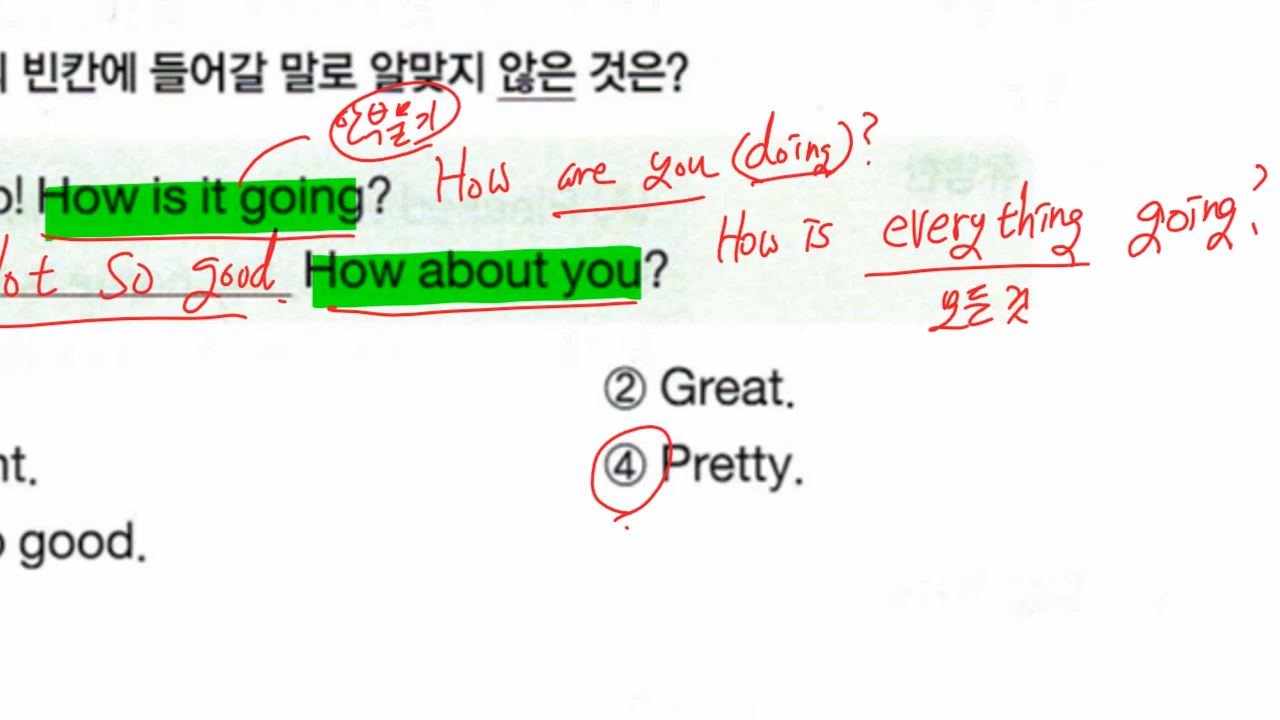 빈칸에 들어갈 말로 알맞지 않은 것은?
안부묻기
How are you (doing)?
o! How is it going?
How is everything going?
모든 것
ot so good. How about you?
② Great.
nt.
④ Pretty.
o good.